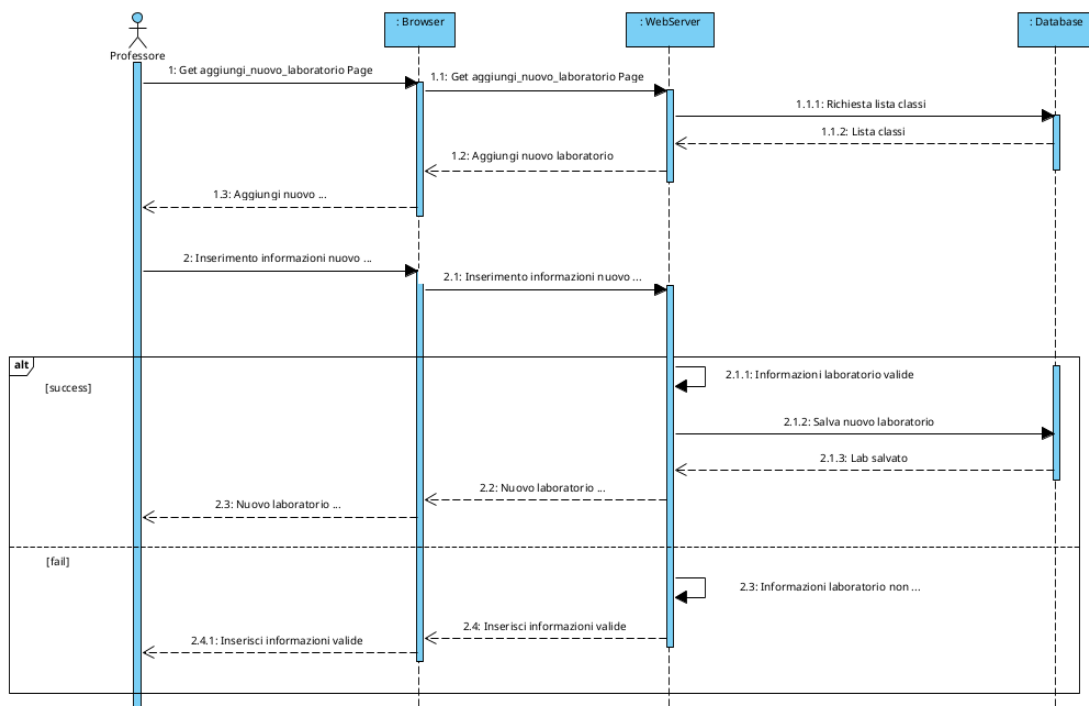 : Browser
: WebServer
: Database
Professore
1: Get aggiungi_nuovo_laboratorio Page
1.1: Get aggiungi_nuovo_laboratorio Page
1.1.1: Richiesta lista classi
1.1.2: Lista classi
1.2: Aggiungi nuovo laboratorio
1.3: Aggiungi nuovo ...
2: Inserimento informazioni nuovo ...
2.1: Inserimento informazioni nuovo ...
alt
[success]
2.1.1: Informazioni laboratorio valide
2.1.2: Salva nuovo laboratorio
2.1.3: Lab salvato
2.2: Nuovo laboratorio ...
2.3: Nuovo laboratorio ...
[fail]
2.3: Informazioni laboratorio non ...
2.4: Inserisci informazioni valide
2.4.1: Inserisci informazioni valide